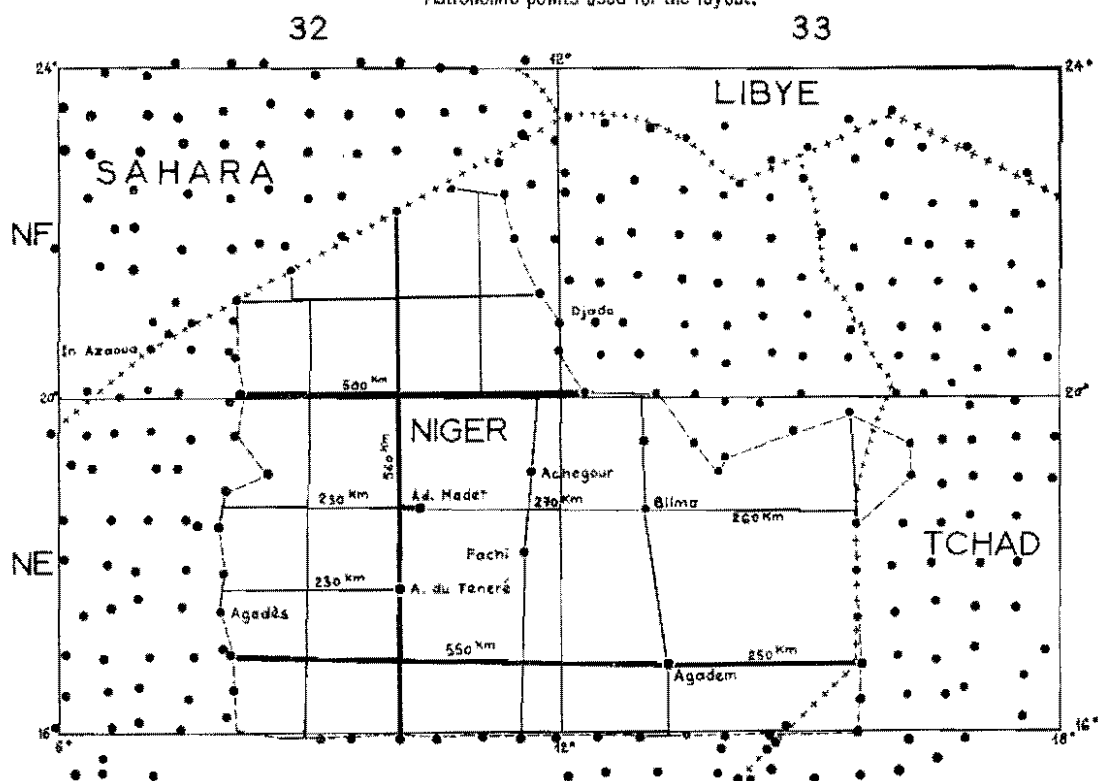 Astronomic points used for the layout.
32 33
24° 12° 24°
LIBYE
SAHARA
NF
Djado
In Azaoua
500 Km
20° 20°
NIGER
560 Km
Achegour
230 Km Ad. Madet 270 Km Bilma 260 Km
Fachi
TCHAD
NE
230 Km A. du Teneré
Agadès
550 Km 250 Km
Agadem
16° 16°
6° 12° 18°